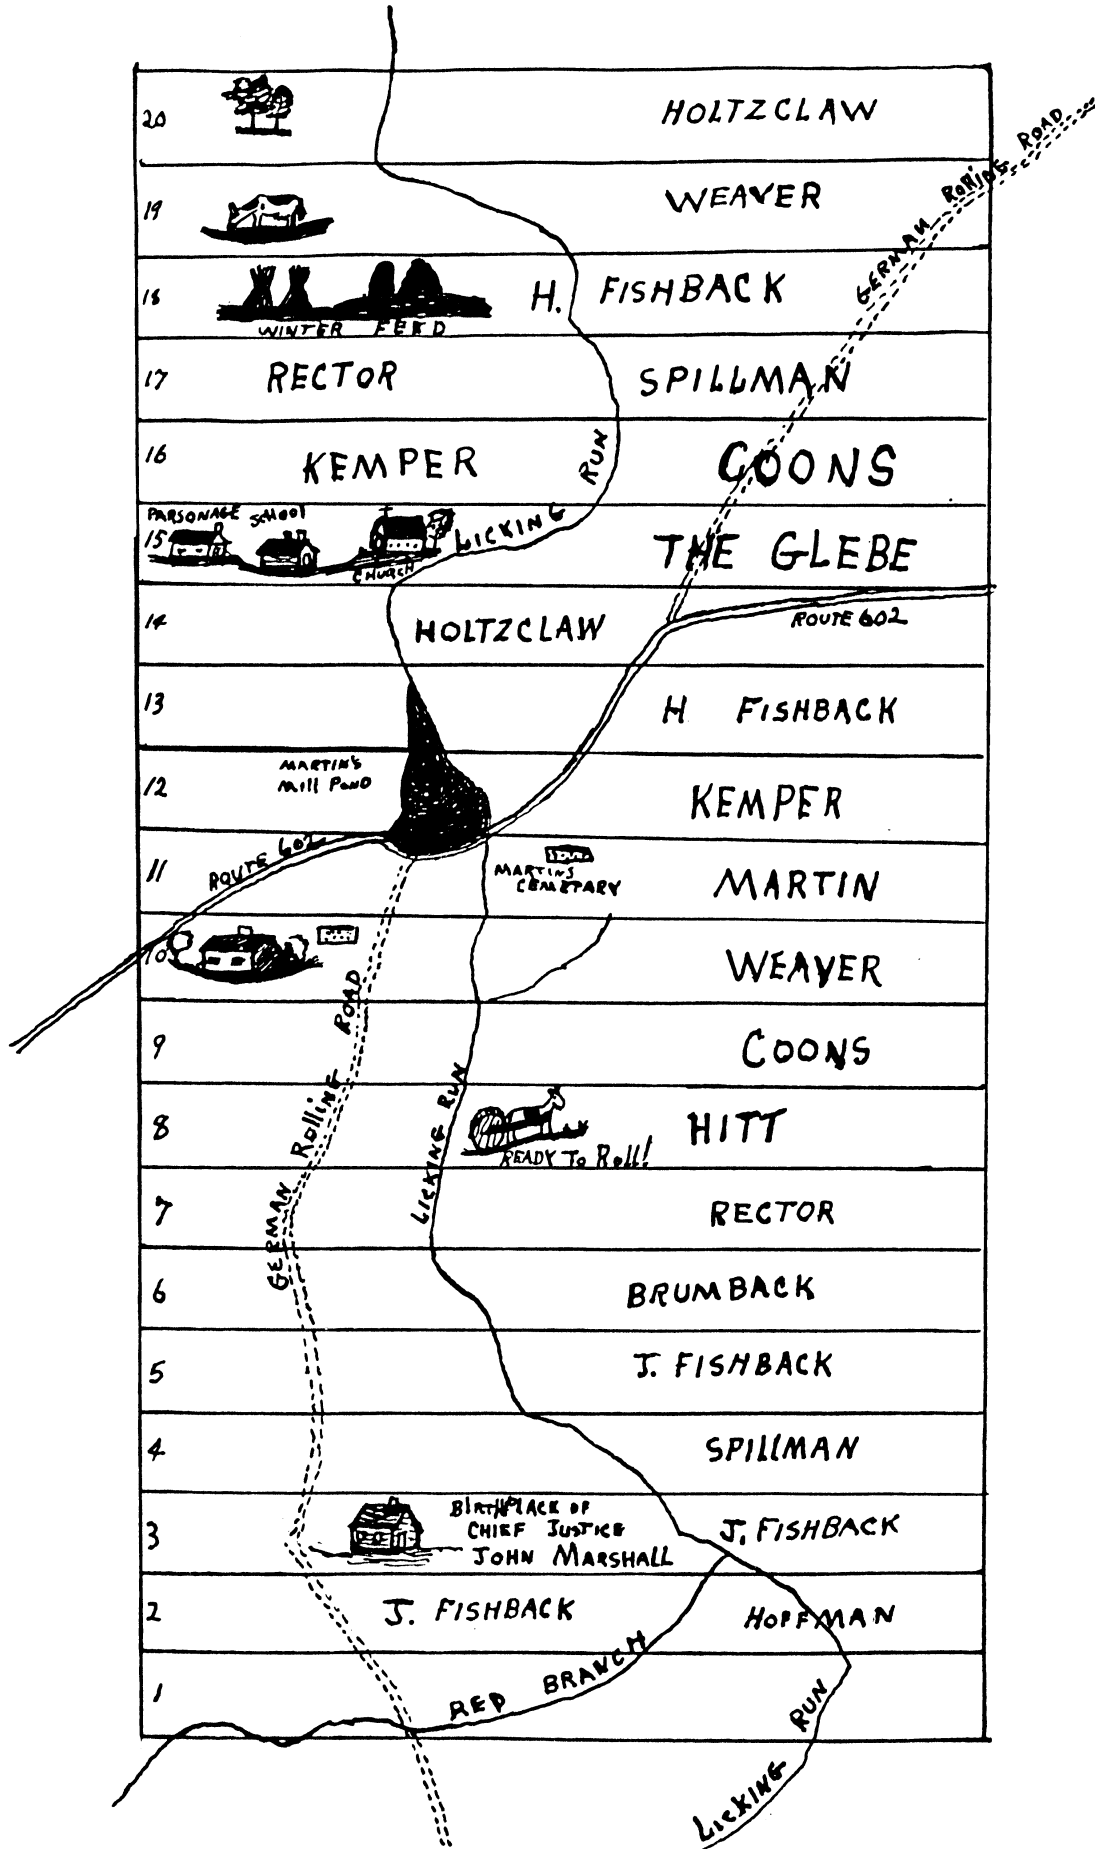 20 HOLTZCLAW
19 WEAVER
GERMAN ROLLING ROAD
18 H. FISHBACK
WINTER FEED
17 RECTOR SPILLMAN
16 KEMPER COONS
LICKING RUN
PARSONAGE SCHOOL
15 THE GLEBE
CHURCH
14 HOLTZCLAW
ROUTE 602
13 H FISHBACK
MARTIN'S
Mill POND
12 KEMPER
ROUTE 602
11 MARTIN
MARTINS
CEMETARY
10 WEAVER
GERMAN Rolling ROAD
9 COONS
LICKING RUN
8 HITT
READY TO Roll!
7 RECTOR
6 BRUMBACK
5 J. FISHBACK
4 SPILLMAN
BIRTHPLACE OF
CHIEF JUSTICE
JOHN MARSHALL
3 J. FISHBACK
2 J. FISHBACK HOFFMAN
1
RED BRANCH
LICKING RUN